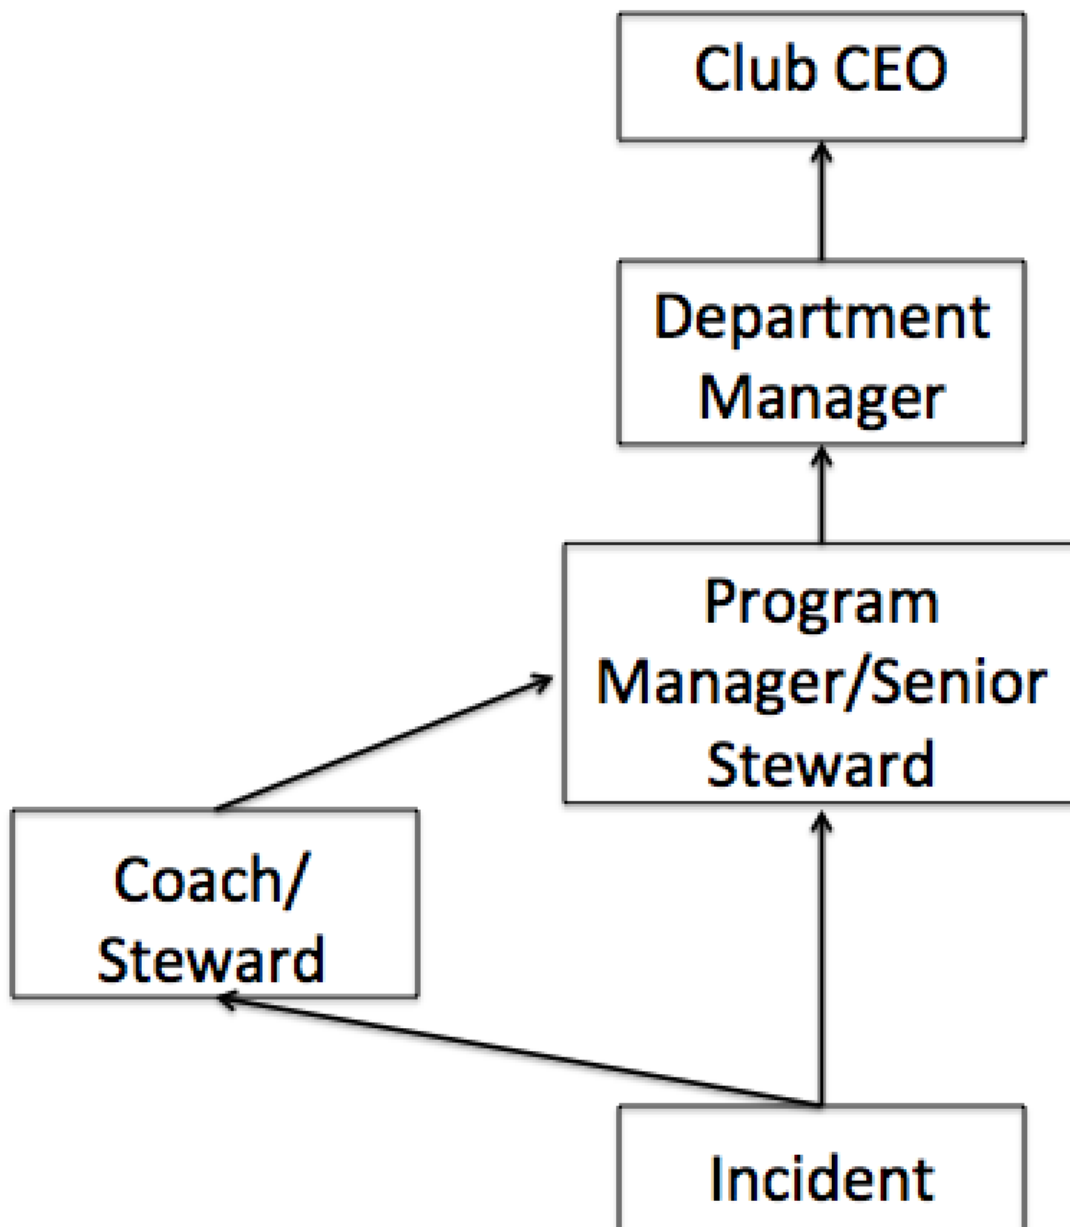 Club CEO
Department
Manager
Program
Manager/Senior
Steward
Coach/
Steward
Incident